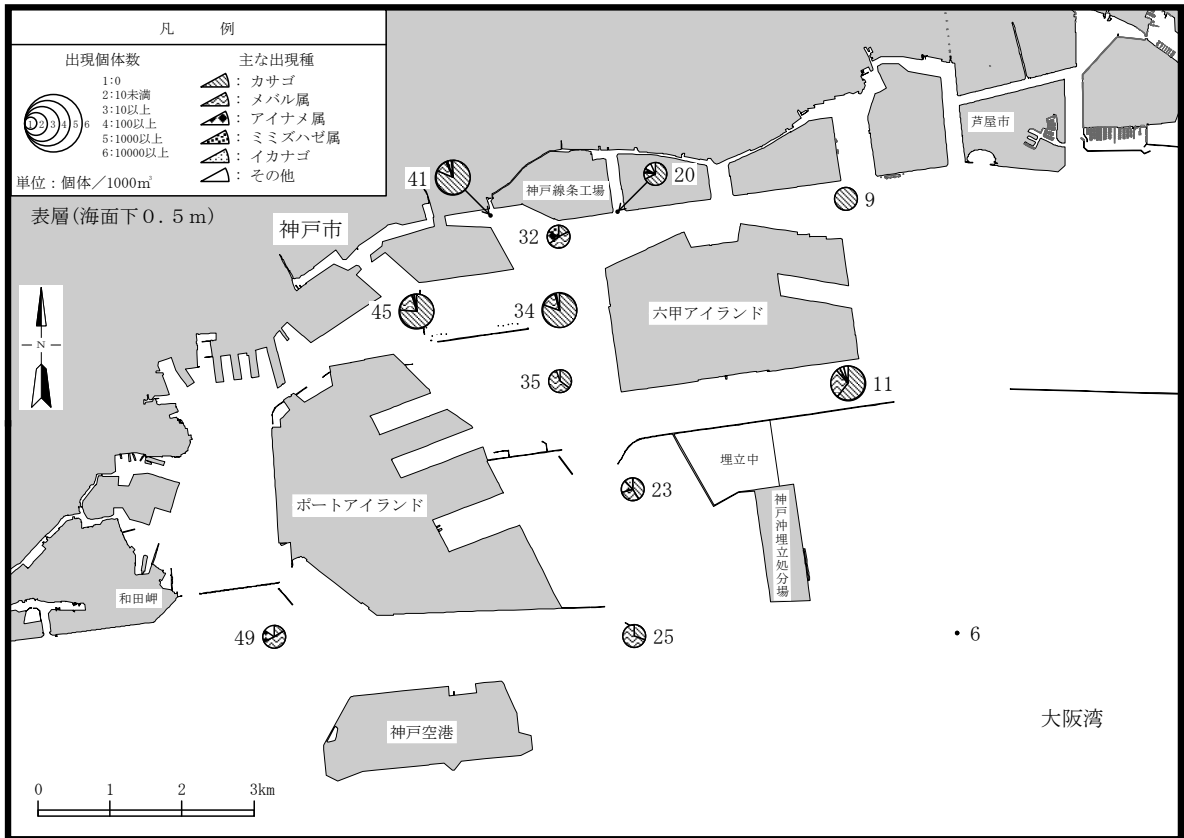 凡 例
出現個体数
1:0
2:10未満
3:10以上
4:100以上
5:1000以上
6:10000以上
1 2 3 4 5 6
単位:個体/1000㎥
主な出現種
: カサゴ
: メバル属
: アイナメ属
: ミミズハゼ属
: イカナゴ
: その他
表層(海面下0.5m)
芦屋市
41
神戸線条工場
20
9
神戸市
32
45
34
六甲アイランド
N
35
11
埋立中
23
ポートアイランド
神戸沖埋立処分場
和田岬
49
25
6
大阪湾
神戸空港
0 1 2 3km